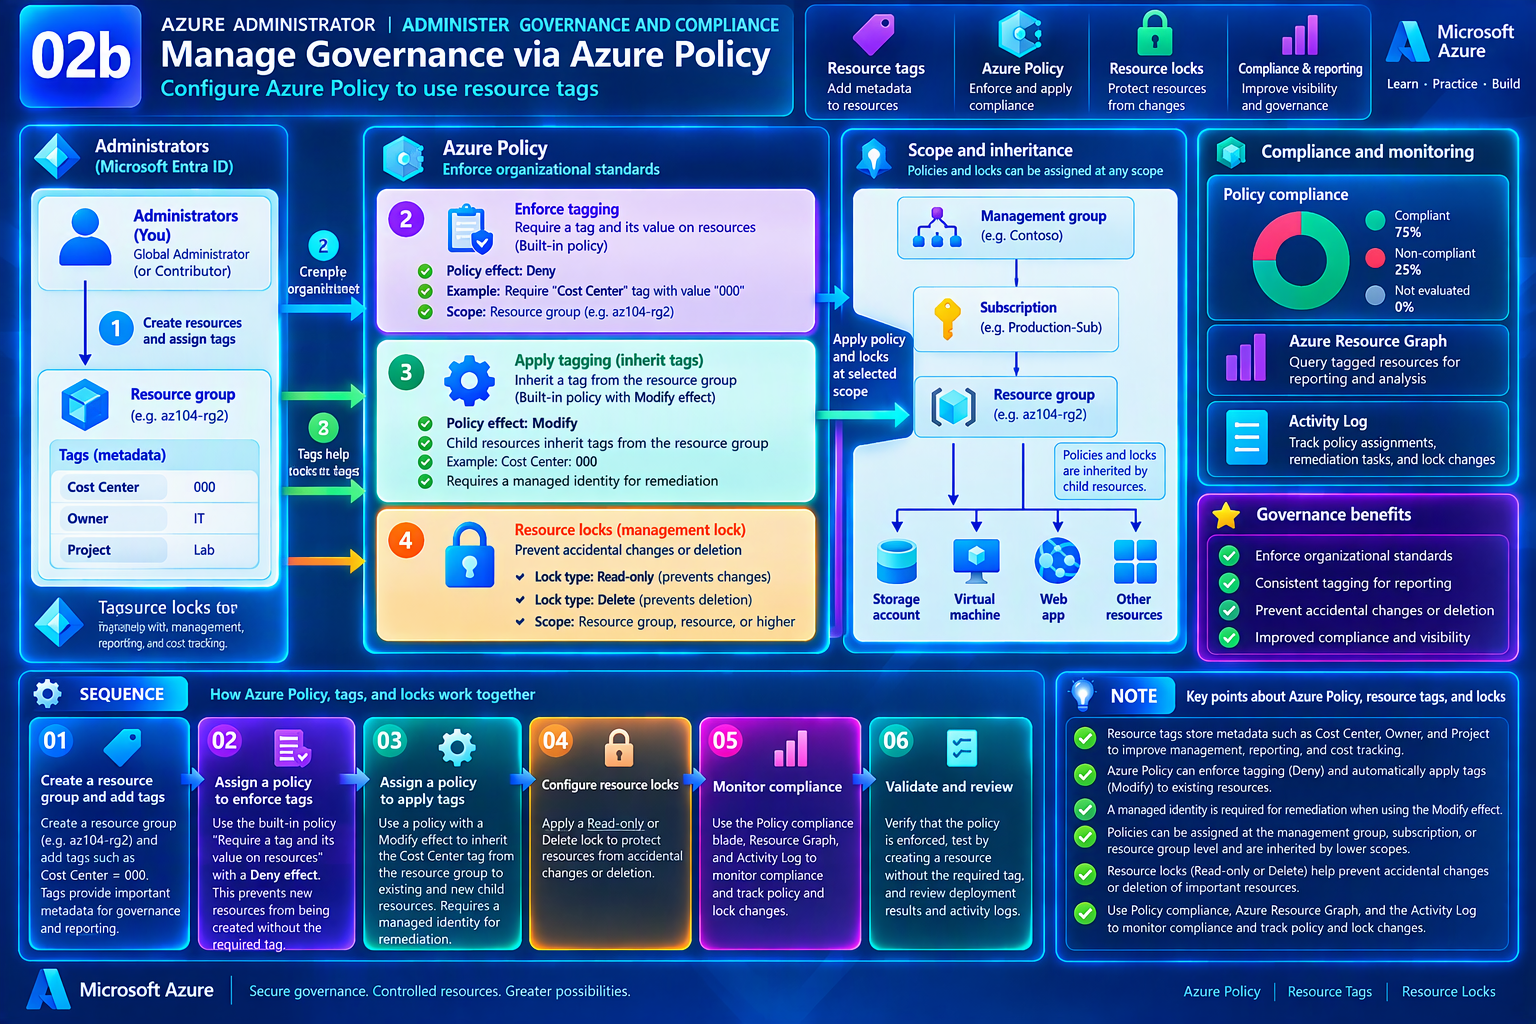 02b
AZURE ADMINISTRATOR | ADMINISTER GOVERNANCE AND COMPLIANCE
Manage Governance via Azure Policy
Configure Azure Policy to use resource tags
Resource tags
Add metadata
to resources
Azure Policy
Enforce and apply
compliance
Resource locks
Protect resources
from changes
Compliance & reporting
Improve visibility
and governance
Microsoft
Azure
Learn · Practice · Build
Administrators
(Microsoft Entra ID)
Administrators
(You)
Global Administrator
(or Contributor)
1
Create resources
and assign tags
Resource group
(e.g. az104-rg2)
Tags (metadata)
Cost Center 000
Owner IT
Project Lab
locks
with, management,
reporting, and cost tracking.
2
3
Tags help
tags
Azure Policy
Enforce organizational standards
2
Enforce tagging
Require a tag and its value on resources
(Built-in policy)
Policy effect: Deny
Example: Require "Cost Center" tag with value "000"
Scope: Resource group (e.g. az104-rg2)
3
Apply tagging (inherit tags)
Inherit a tag from the resource group
(Built-in policy with Modify effect)
Policy effect: Modify
Child resources inherit tags from the resource group
Example: Cost Center: 000
Requires a managed identity for remediation
4
Resource locks (management lock)
Prevent accidental changes or deletion
Lock type: Read-only (prevents changes)
Lock type: Delete (prevents deletion)
Scope: Resource group, resource, or higher
Apply policy
and locks
at selected
scope
Scope and inheritance
Policies and locks can be assigned at any scope
Management group
(e.g. Contoso)
Subscription
(e.g. Production-Sub)
Resource group
(e.g. az104-rg2)
Policies and locks
are inherited by
child resources.
Storage
account
Virtual
machine
Web
app
Other
resources
Compliance and monitoring
Policy compliance
Compliant
75%
Non-compliant
25%
Not evaluated
0%
Azure Resource Graph
Query tagged resources for
reporting and analysis
Activity Log
Track policy assignments,
remediation tasks, and lock changes
Governance benefits
Enforce organizational standards
Consistent tagging for reporting
Prevent accidental changes or deletion
Improved compliance and visibility
SEQUENCE
How Azure Policy, tags, and locks work together
01
Create a resource
group and add tags
Create a resource group
(e.g. az104-rg2) and
add tags such as
Cost Center = 000.
Tags provide important
metadata for governance
and reporting.
02
Assign a policy
to enforce tags
Use the built-in policy
"Require a tag and its
value on resources"
with a Deny effect.
This prevents new
resources from being
created without the
required tag.
03
Assign a policy
to apply tags
Use a policy with a
Modify effect to inherit
the Cost Center tag from
the resource group to
existing and new child
resources. Requires a
managed identity for
remediation.
04
Configure resource locks
Apply a Read-only or
Delete lock to protect
resources from accidental
changes or deletion.
05
Monitor compliance
Use the Policy compliance
blade, Resource Graph,
and Activity Log to
monitor compliance
and track policy and
lock changes.
06
Validate and review
Verify that the policy
is enforced, test by
creating a resource
without the required tag,
and review deployment
results and activity logs.
NOTE
Key points about Azure Policy, resource tags, and locks
Resource tags store metadata such as Cost Center, Owner, and Project
to improve management, reporting, and cost tracking.
Azure Policy can enforce tagging (Deny) and automatically apply tags
(Modify) to existing resources.
A managed identity is required for remediation when using the Modify effect.
Policies can be assigned at the management group, subscription, or
resource group level and are inherited by lower scopes.
Resource locks (Read-only or Delete) help prevent accidental changes
or deletion of important resources.
Use Policy compliance, Azure Resource Graph, and the Activity Log
to monitor compliance and track policy and lock changes.
Microsoft Azure
Secure governance. Controlled resources. Greater possibilities.
Azure Policy | Resource Tags | Resource Locks